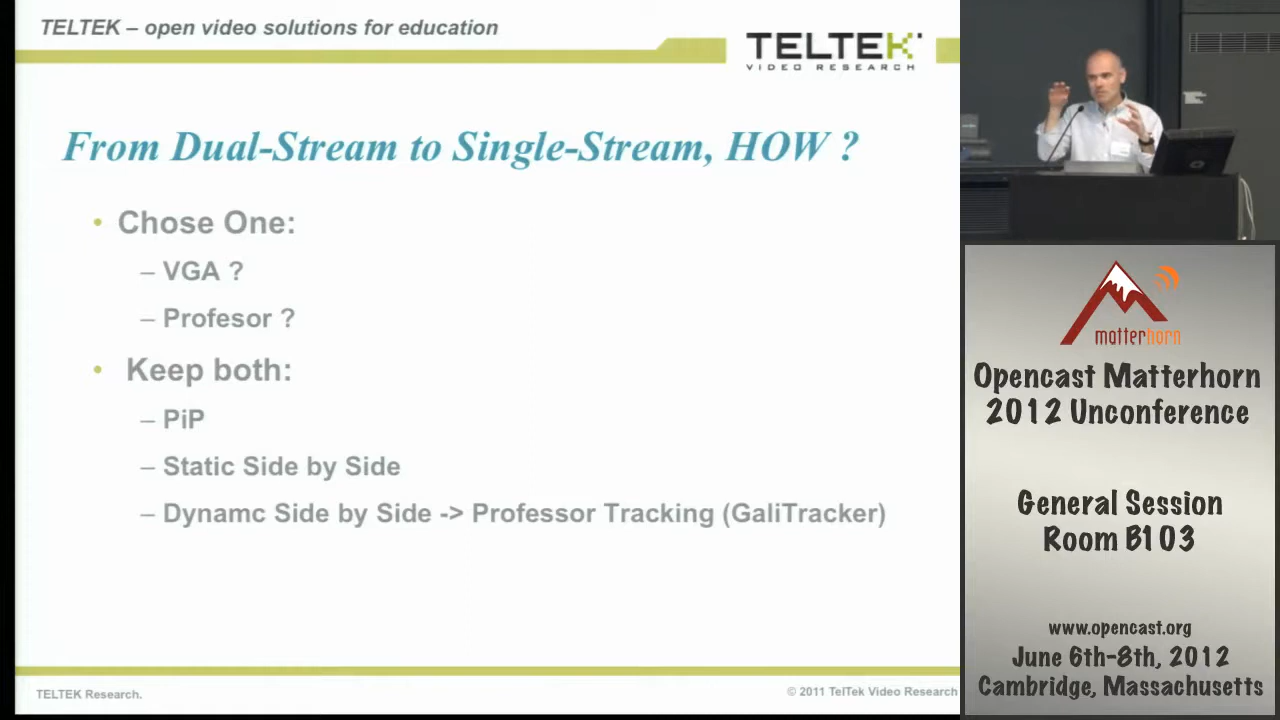 TELTEK – open video solutions for education
TELTEK
VIDEO RESEARCH
From Dual-Stream to Single-Stream, HOW ?
• Chose One:
– VGA ?
– Profesor ?
• Keep both:
– PiP
– Static Side by Side
– Dynamc Side by Side -> Professor Tracking (GaliTracker)
TELTEK Research.
© 2011 TelTek Video Research
matterhorn
Opencast Matterhorn
2012 Unconference
General Session
Room B103
www.opencast.org
June 6th-8th, 2012
Cambridge, Massachusetts